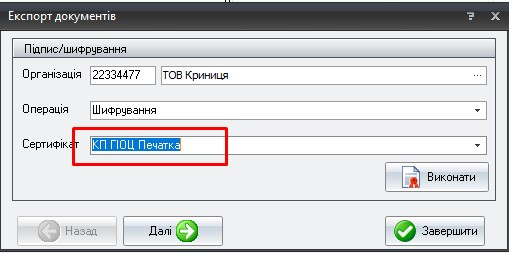 Експорт документів
Підпис/шифрування
Організація 22334477 ТОВ Криниця ...
Операція Шифрування
Сертифікат КП ГІОЦ Печатка
Виконати
Назад Далі Завершити